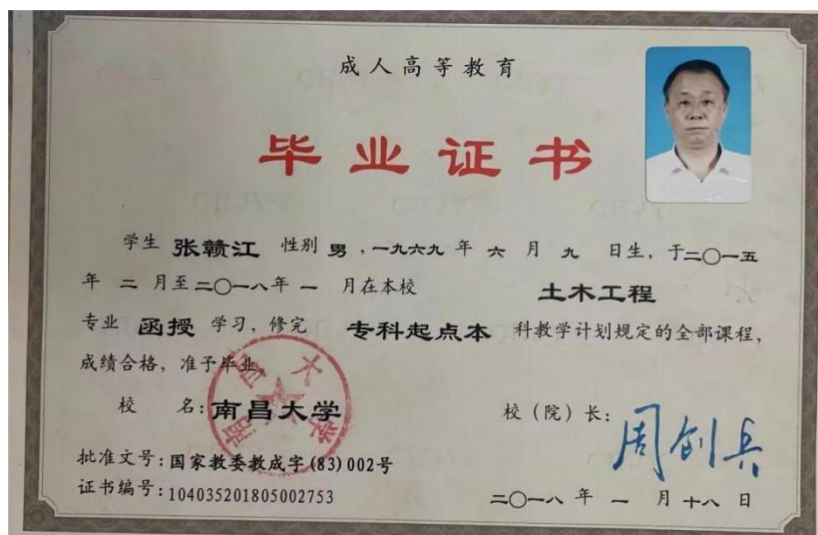 成人高等教育
毕业证书
学生 张赣江 性别 男 ，一九六九 年 六 月 九 日生，于二〇一五
年 二 月至二〇一八年 一 月在本校 土木工程
专业 函授 学习，修完 专科起点本 科教学计划规定的全部课程，
成绩合格，准予毕业。
校 名：南昌大学 校（院）长：周创兵
批准文号：国家教委教成字(83)002号
证书编号：104035201805002753
二〇一八 年 一 月 十八 日
南昌大学